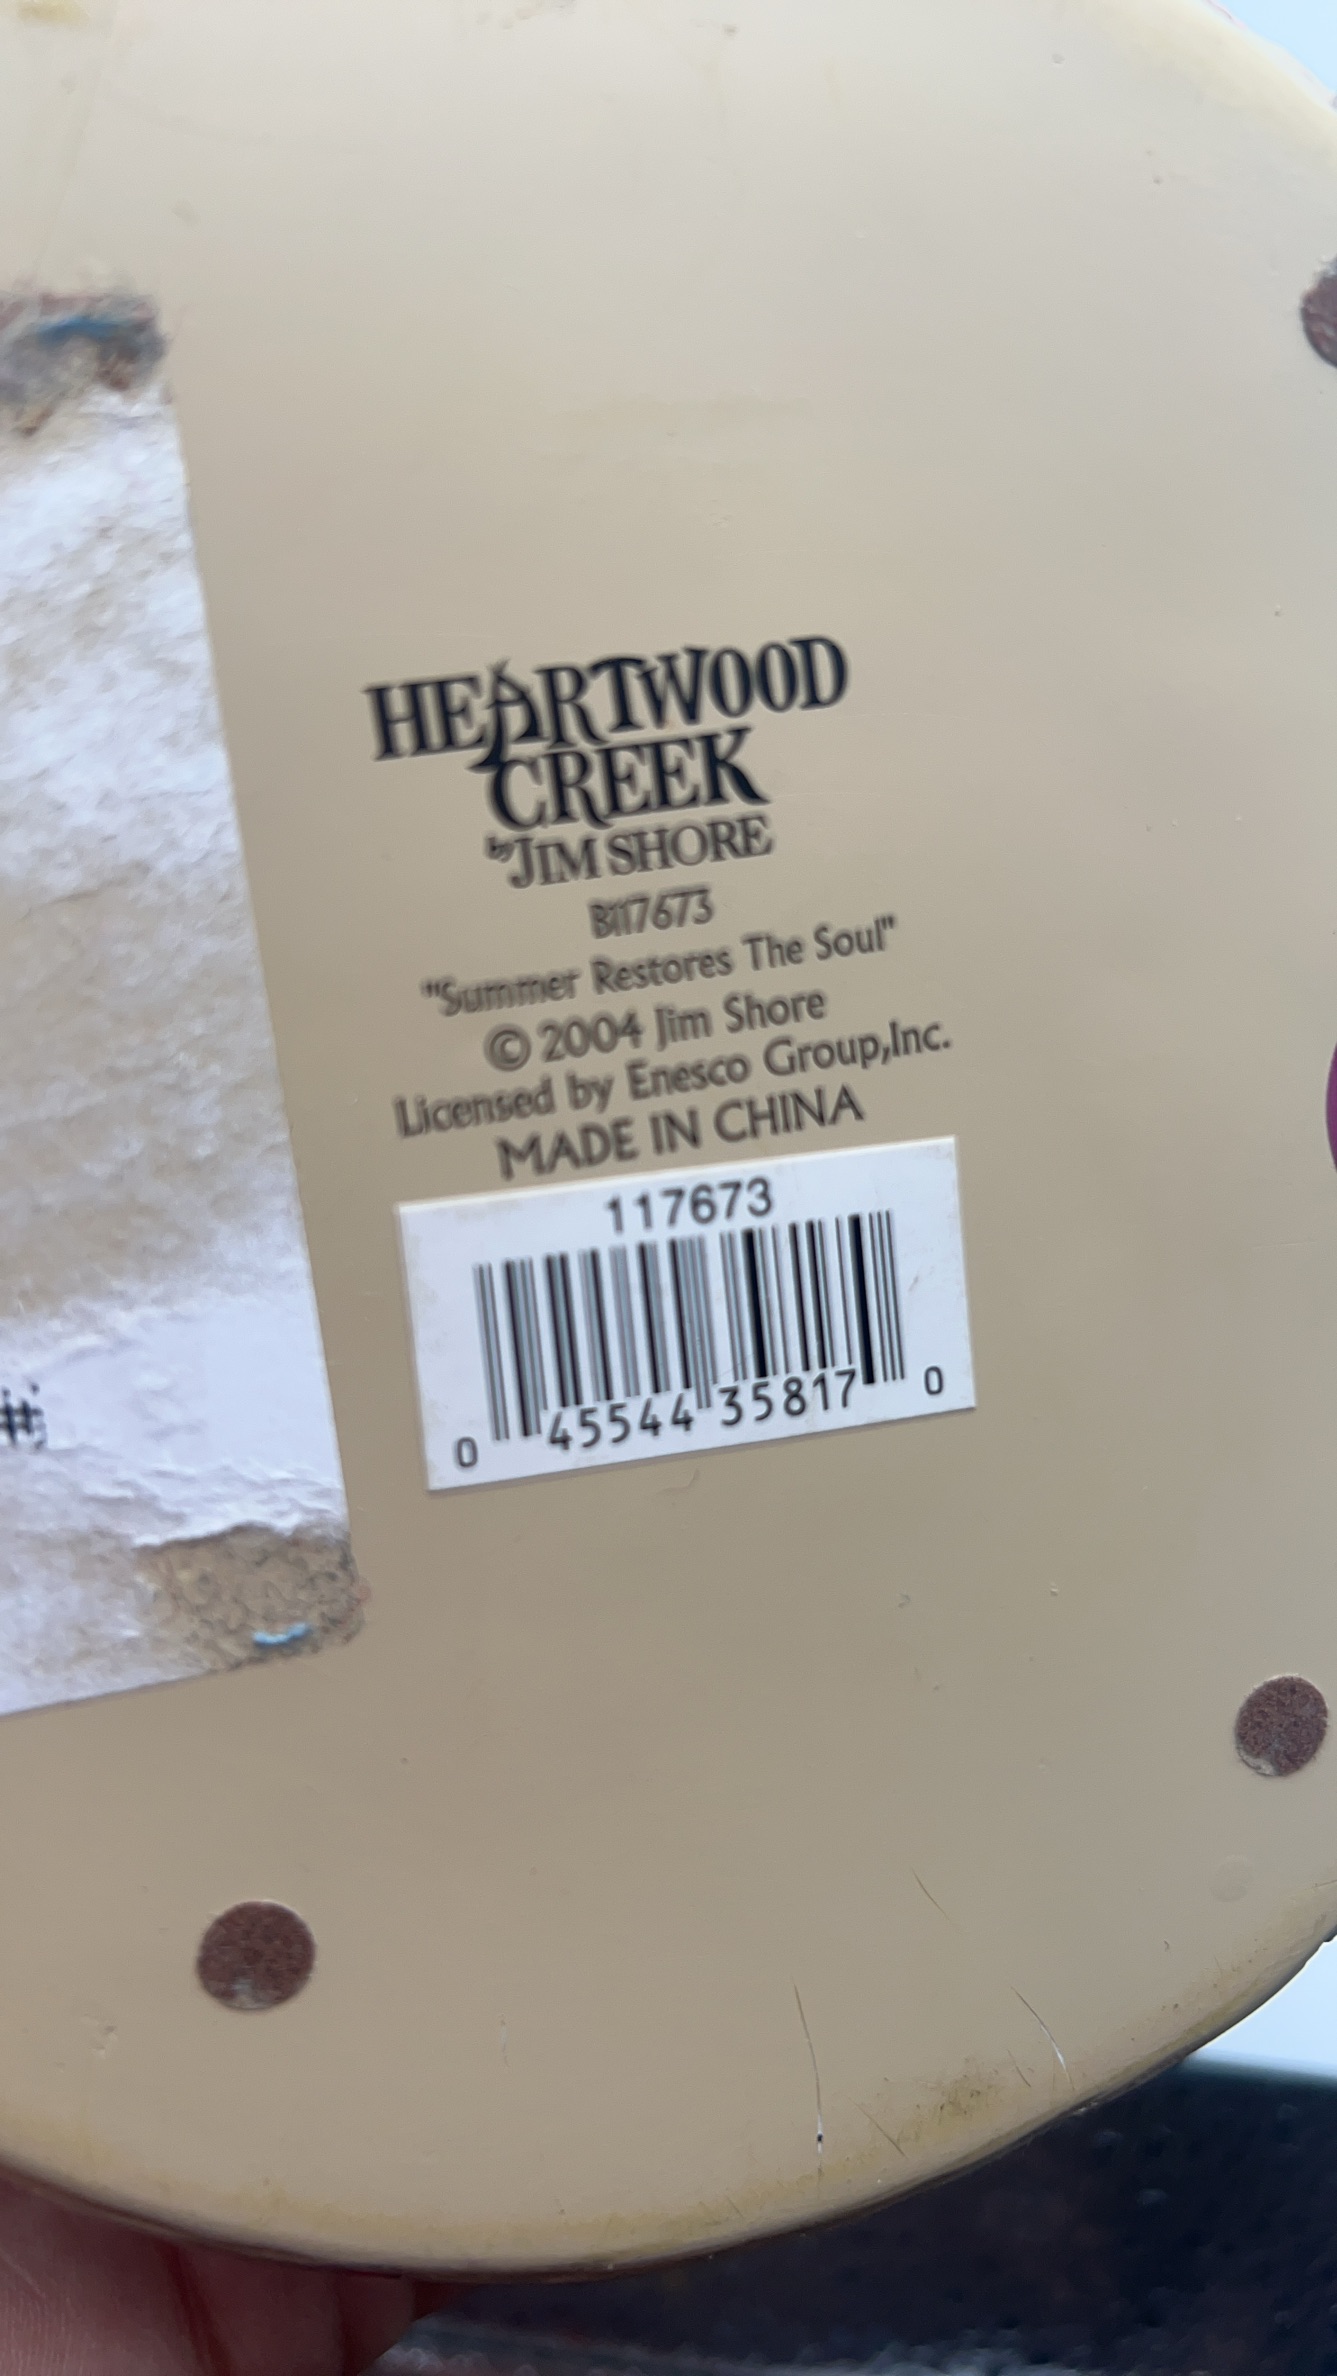 HEARTWOOD
CREEK
by JIM SHORE
B117673
"Summer Restores The Soul"
© 2004 Jim Shore
Licensed by Enesco Group,Inc.
MADE IN CHINA
117673
0 45544 35817 0
#